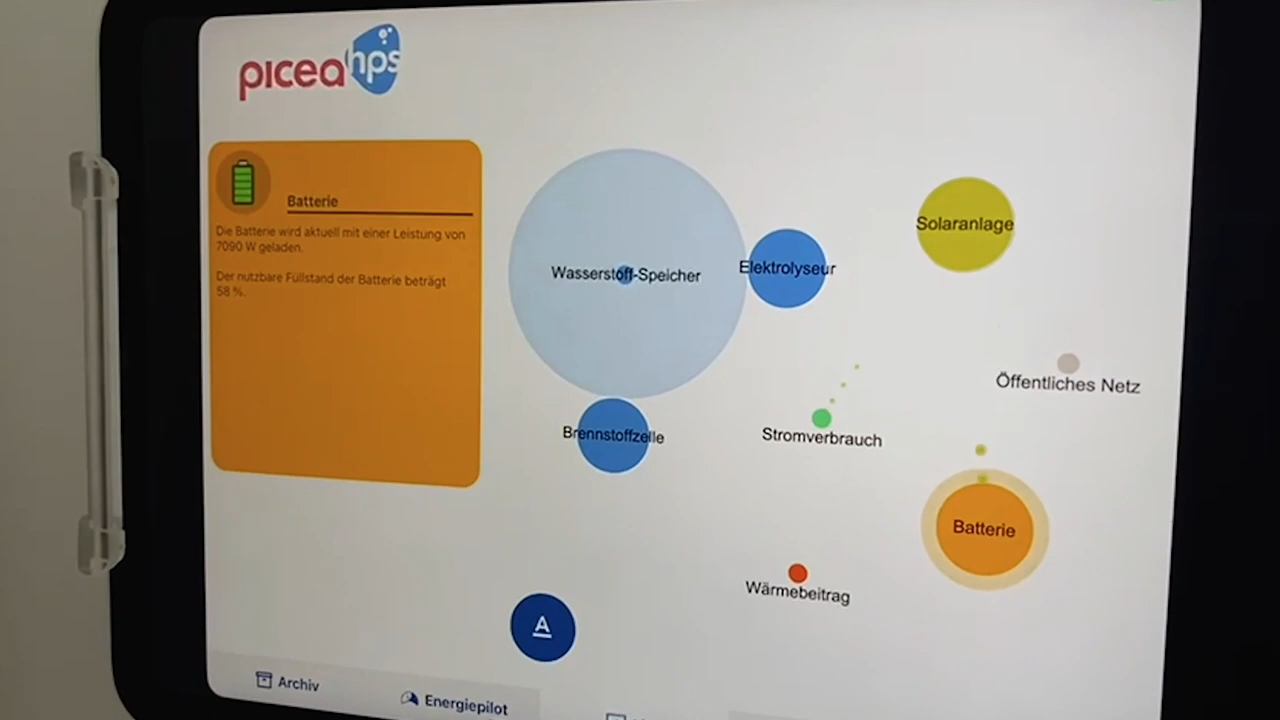 picea hps
Batterie
Die Batterie wird aktuell mit einer Leistung von
7090 W geladen.
Der nutzbare Füllstand der Batterie beträgt
58 %.
Wasserstoff-Speicher
Elektrolyseur
Solaranlage
Öffentliches Netz
Brennstoffzelle
Stromverbrauch
Batterie
Wärmebeitrag
A
Archiv
Energiepilot